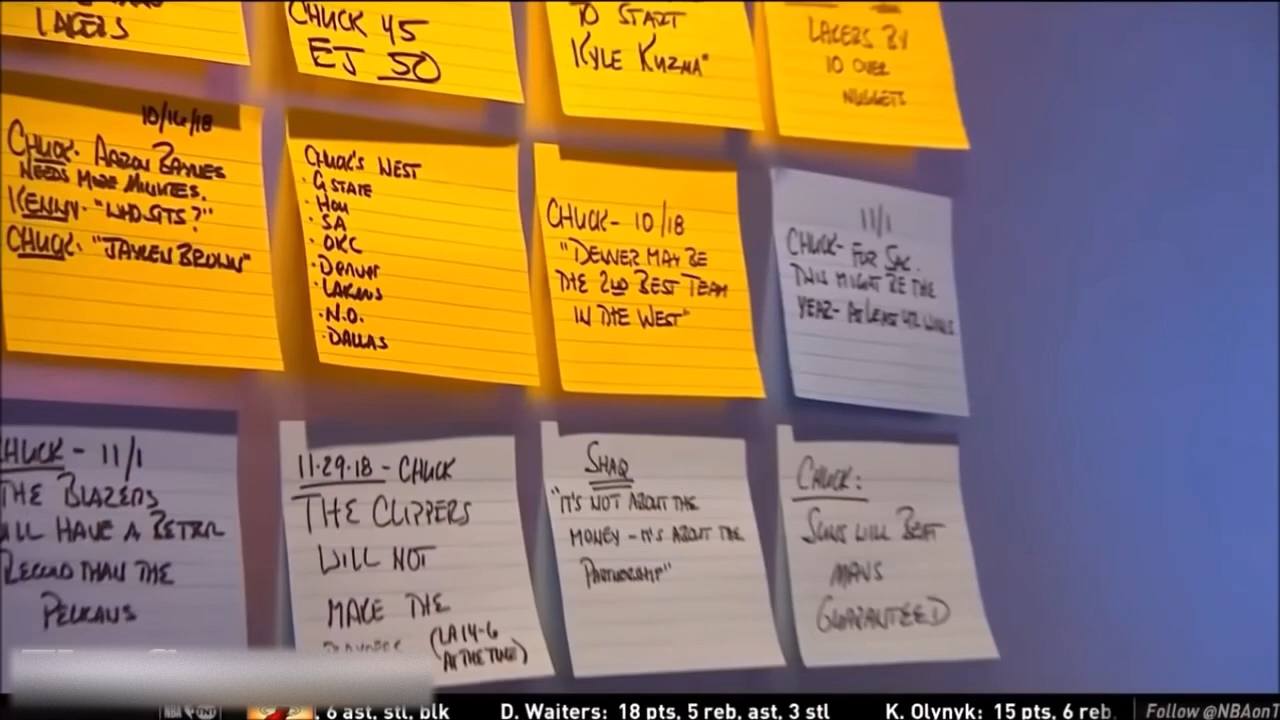 LAKERS
CHUCK 45
EJ 50
TO START
KYLE KUZMA"
LAKERS BY
10 OVER
NUGGETS
10/16/18
CHUCK- ARZON BAYNES
NEEDS MORE MINUTES.
KENNY- "WHO SITS?"
CHUCK- "JAYLEN BROWN"
CHUCK'S WEST
· G STATE
· HOU
· SA
· OKC
· DENVER
· LAKERS
· N.O.
· DALLAS
CHUCK- 10/18
"DENVER MAY BE
THE 2ND BEST TEAM
IN THE WEST"
11/1
CHUCK- FOR SAC.
THIS MIGHT BE THE
YEAR- AT LEAST 42 WINS
CHUCK - 11/1
THE BLAZERS
WILL HAVE A BETTER
RECORD THAN THE
PELICANS
11·29·18 - CHUCK
THE CLIPPERS
WILL NOT
MAKE THE
PLAYOFFS (LA 14-6
AT THE TIME)
SHAQ
"IT'S NOT ABOUT THE
MONEY - IT'S ABOUT THE
PARTNERSHIP"
CHUCK:
SUNS WILL BEAT
MAVS
GUARANTEED
NBA TNT , 6 ast, stl, blk D. Waiters: 18 pts, 5 reb, ast, 3 stl K. Olynyk: 15 pts, 6 reb, Follow @NBAonT